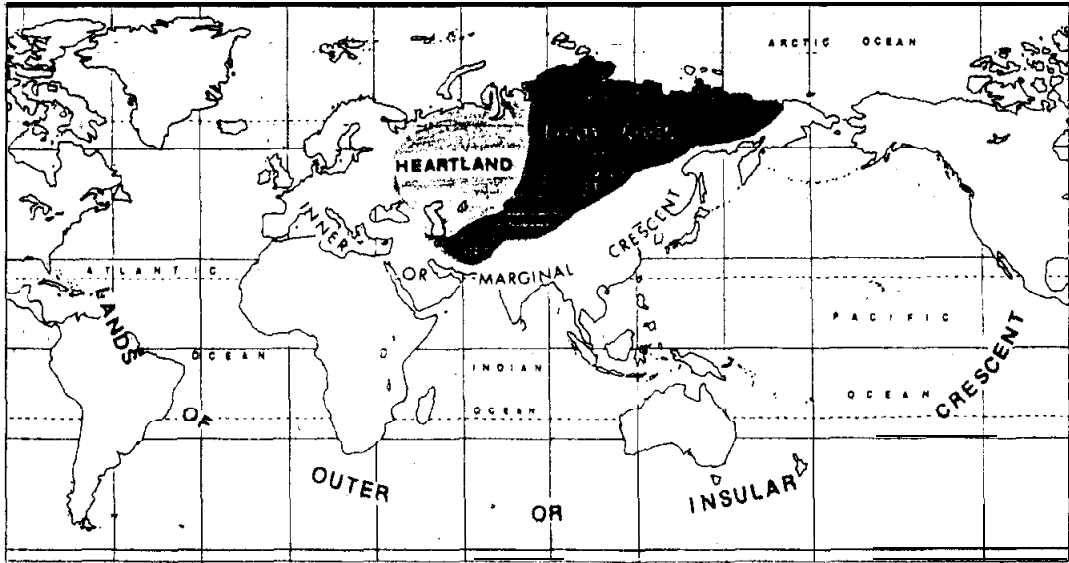 ARCTIC OCEAN
HEARTLAND
INNER
OR
MARGINAL
CRESCENT
ATLANTIC
OCEAN
PACIFIC
OCEAN
INDIAN
OCEAN
LANDS
OF
OUTER
OR
INSULAR
CRESCENT